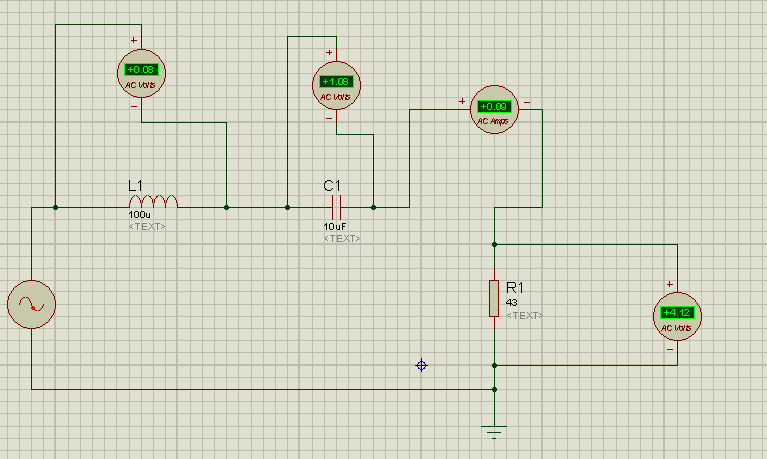 +
+0.08
AC Volts
−
+
+1.08
AC Volts
−
+
+0.09
AC Amps
−
L1
100u
<TEXT>
C1
10uF
<TEXT>
R1
43
<TEXT>
+
+4.12
AC Volts
−